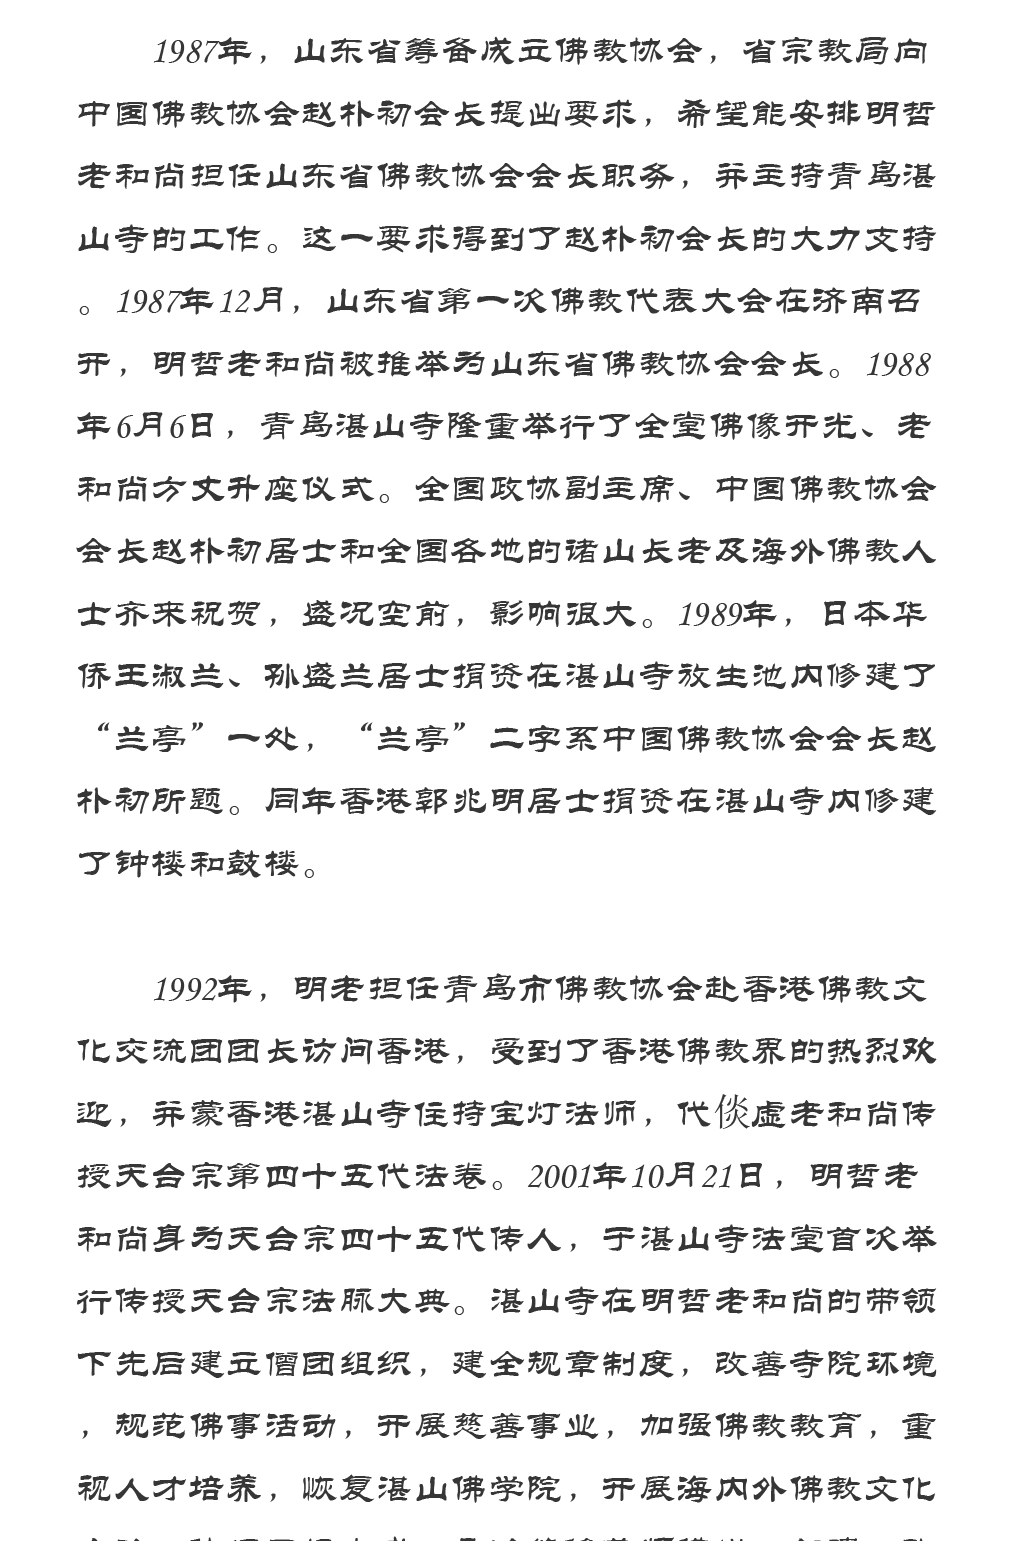 1987年，山东省筹备成立佛教协会，省宗教局向
中国佛教协会赵朴初会长提出要求，希望能安排明哲
老和尚担任山东省佛教协会会长职务，并主持青岛湛
山寺的工作。这一要求得到了赵朴初会长的大力支持
。1987年12月，山东省第一次佛教代表大会在济南召
开，明哲老和尚被推举为山东省佛教协会会长。1988
年6月6日，青岛湛山寺隆重举行了全堂佛像开光、老
和尚方丈升座仪式。全国政协副主席、中国佛教协会
会长赵朴初居士和全国各地的诸山长老及海外佛教人
士齐来祝贺，盛况空前，影响很大。1989年，日本华
侨王淑兰、孙盛兰居士捐资在湛山寺放生池内修建了
“兰亭”一处，“兰亭”二字系中国佛教协会会长赵
朴初所题。同年香港郭兆明居士捐资在湛山寺内修建
了钟楼和鼓楼。
1992年，明老担任青岛市佛教协会赴香港佛教文
化交流团团长访问香港，受到了香港佛教界的热烈欢
迎，并蒙香港湛山寺住持宝灯法师，代倓虚老和尚传
授天台宗第四十五代法卷。2001年10月21日，明哲老
和尚身为天台宗四十五代传人，于湛山寺法堂首次举
行传授天台宗法脉大典。湛山寺在明哲老和尚的带领
下先后建立僧团组织，建全规章制度，改善寺院环境
，规范佛事活动，开展慈善事业，加强佛教教育，重
视人才培养，恢复湛山佛学院，开展海内外佛教文化